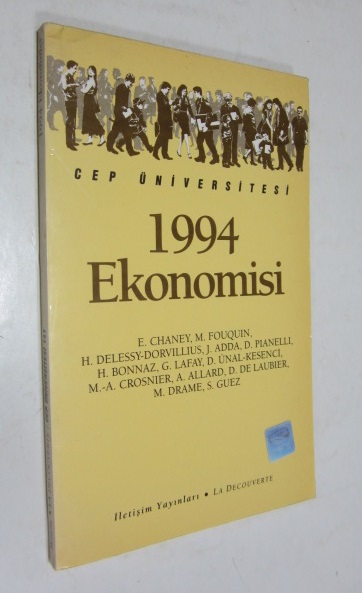 CEP ÜNİVERSİTESİ
1994
Ekonomisi
E. CHANEY, M. FOUQUIN,
H. DELESSY-DORVILLIUS, J. ADDA, D. PIANELLI,
H. BONNAZ, G. LAFAY, D. ÜNAL-KESENCİ,
M.-A. CROSNIER, A. ALLARD, D. DE LAUBIER,
M. DRAME, S. GUEZ
İletişim Yayınları • LA DECOUVERTE